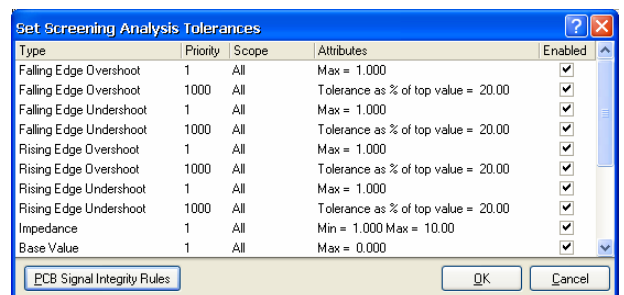 Set Screening Analysis Tolerances
Type Priority Scope Attributes Enabled
Falling Edge Overshoot 1 All Max = 1.000
Falling Edge Overshoot 1000 All Tolerance as % of top value = 20.00
Falling Edge Undershoot 1 All Max = 1.000
Falling Edge Undershoot 1000 All Tolerance as % of top value = 20.00
Rising Edge Overshoot 1 All Max = 1.000
Rising Edge Overshoot 1000 All Tolerance as % of top value = 20.00
Rising Edge Undershoot 1 All Max = 1.000
Rising Edge Undershoot 1000 All Tolerance as % of top value = 20.00
Impedance 1 All Min = 1.000 Max = 10.00
Base Value 1 All Max = 0.000
PCB Signal Integrity Rules OK Cancel